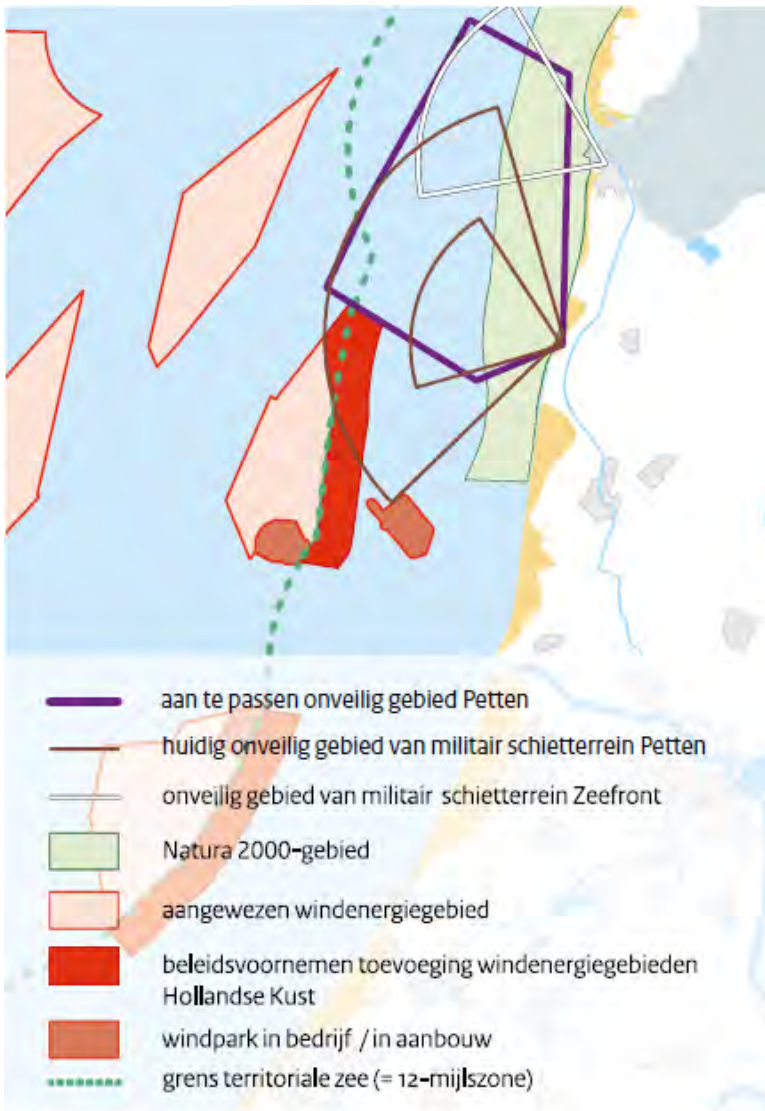 aan te passen onveilig gebied Petten
huidig onveilig gebied van militair schietterrein Petten
onveilig gebied van militair schietterrein Zeefront
Natura 2000-gebied
aangewezen windenergiegebied
beleidsvoornemen toevoeging windenergiegebieden
Hollandse Kust
windpark in bedrijf / in aanbouw
grens territoriale zee (= 12-mijlszone)